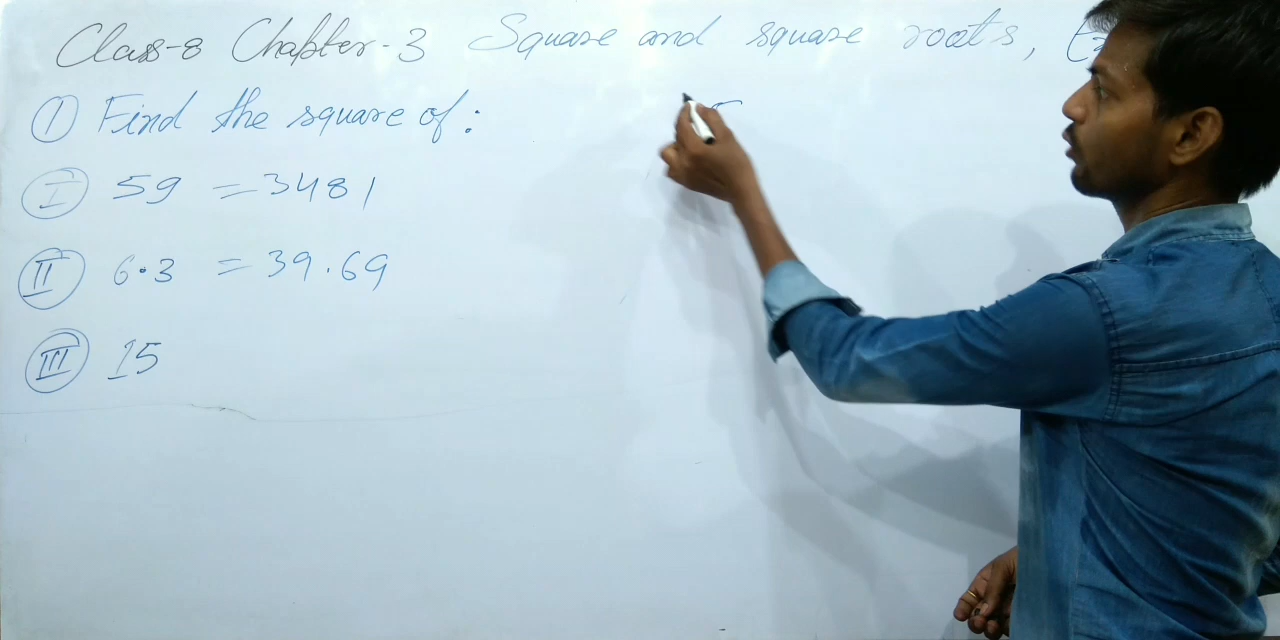 Class-8 Chapter-3 Square and square roots,
① Find the square of:
Ⓘ 59 = 3481
Ⅱ 6.3 = 39.69
Ⅲ 15